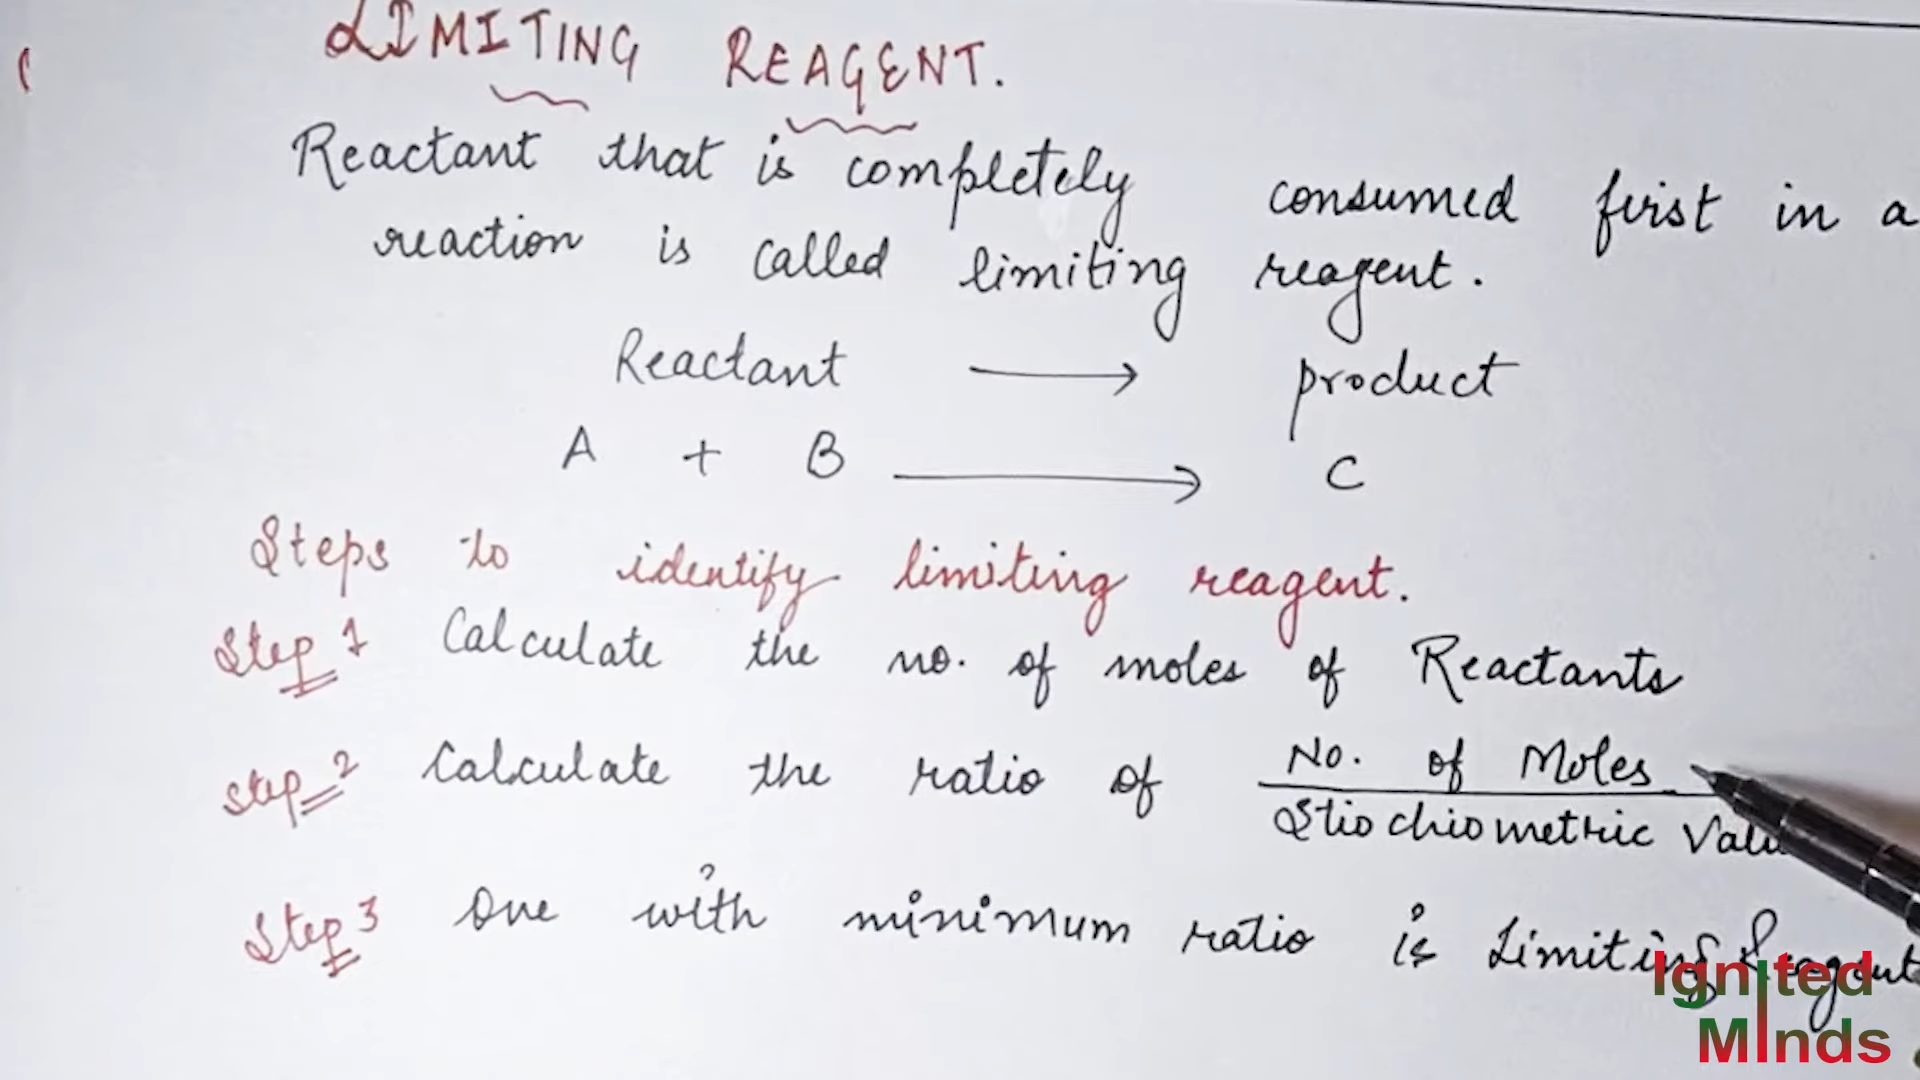 LIMITING REAGENT.
Reactant that is completely consumed first in a
reaction is called limiting reagent.
Reactant → product
A + B → C
Steps to identify limiting reagent.
Step 1 Calculate the no. of moles of Reactants
Step 2 Calculate the ratio of No. of Moles
Stiochiometric
Step 3 One with minimum ratio is Limiting Reagent
Ignited
Minds